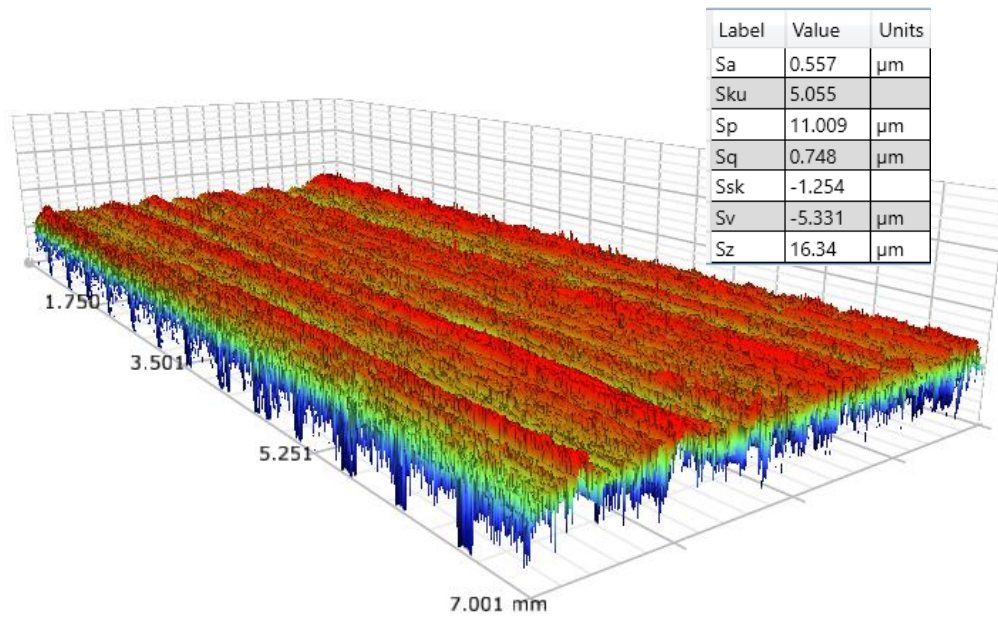 Label Value Units
Sa 0.557 µm
Sku 5.055
Sp 11.009 µm
Sq 0.748 µm
Ssk -1.254
Sv -5.331 µm
Sz 16.34 µm
1.750
3.501
5.251
7.001 mm